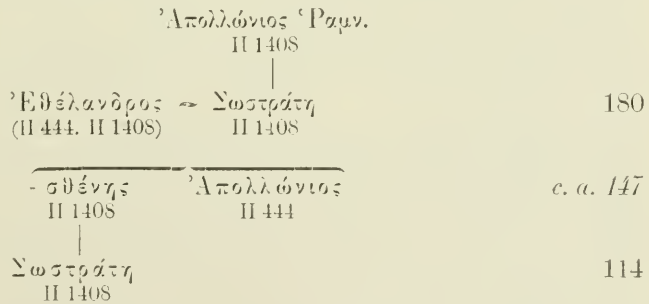 Ἀπολλώνιος Ῥαμν.
II 1408
Ἐθέλανδρος ~ Σωστράτη 180
(II 444. II 1408) II 1408
- σθένης Ἀπολλώνιος c. a. 147
II 1408 II 444
Σωστράτη 114
II 1408